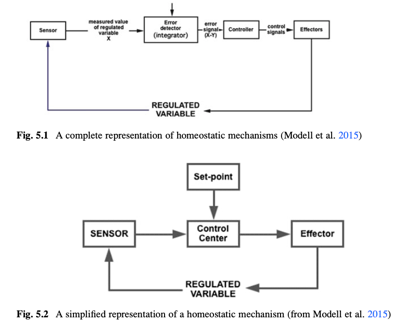 Sensor
measured value
of regulated
variable
X
Error
detector
(integrator)
error
signal
(X-Y)
Controller
control
signals
Effectors
REGULATED
VARIABLE
Fig. 5.1 A complete representation of homeostatic mechanisms (Modell et al. 2015)
Set-point
SENSOR
Control
Center
Effector
REGULATED
VARIABLE
Fig. 5.2 A simplified representation of a homeostatic mechanism (from Modell et al. 2015)